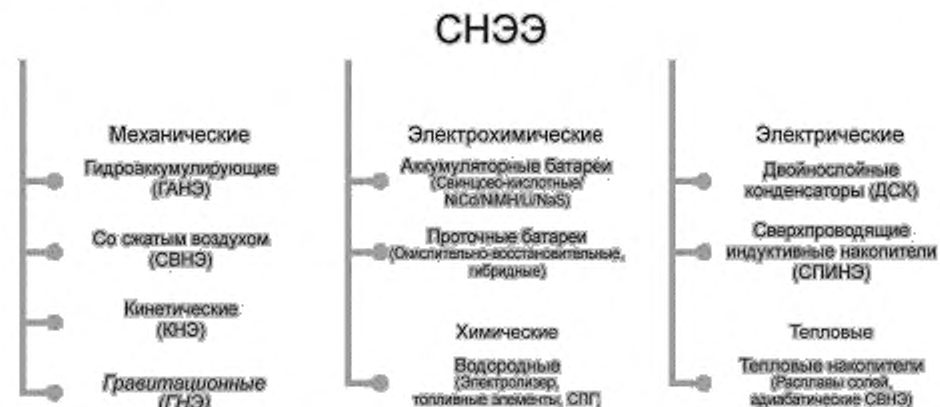 СНЭЭ
Механические
Гидроаккумулирующие
(ГАНЭ)
Со сжатым воздухом
(СВНЭ)
Кинетические
(КНЭ)
Гравитационные
(ГНЭ)
Электрохимические
Аккумуляторные батареи
(Свинцово-кислотные/
NiCd/NiMH/Li/NaS)
Проточные батареи
(Окислительно-восстановительные,
гибридные)
Химические
Водородные
(Электролизер,
топливные элементы, СПГ)
Электрические
Двойнослойные
конденсаторы (ДСК)
Сверхпроводящие
индуктивные накопители
(СПИНЭ)
Тепловые
Тепловые накопители
(Расплавы солей,
адиабатические СВНЭ)